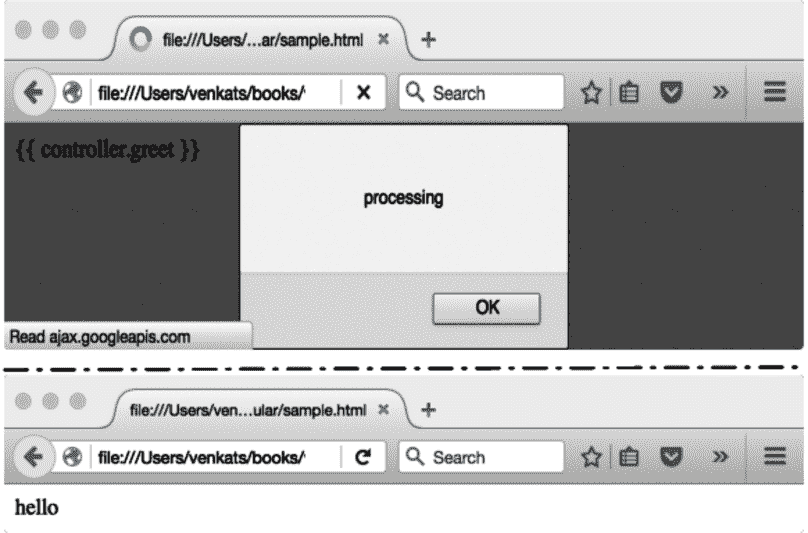 file:///Users/...ar/sample.html
file:///Users/venkats/books/
Search
{{ controller.greet }}
processing
OK
Read ajax.googleapis.com
file:///Users/ven...ular/sample.html
file:///Users/venkats/books/
Search
hello